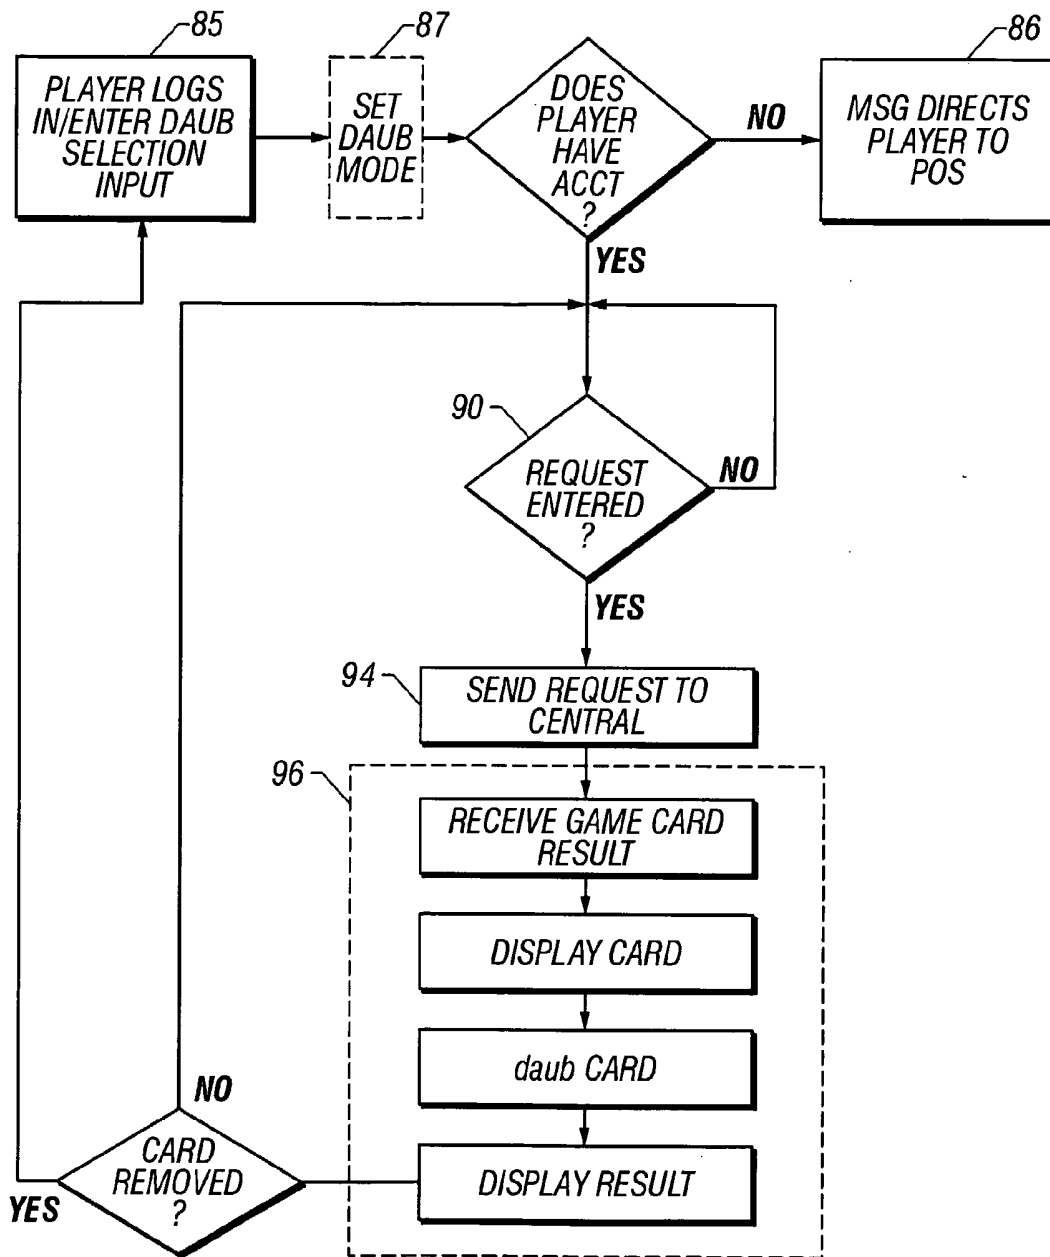 85
PLAYER LOGS
IN/ENTER DAUB
SELECTION
INPUT
87
SET
DAUB
MODE
DOES
PLAYER
HAVE
ACCT
?
NO
86
MSG DIRECTS
PLAYER TO
POS
YES
90
REQUEST
ENTERED
?
NO
YES
94
SEND REQUEST TO
CENTRAL
96
RECEIVE GAME CARD
RESULT
DISPLAY CARD
daub CARD
DISPLAY RESULT
NO
CARD
REMOVED
?
YES